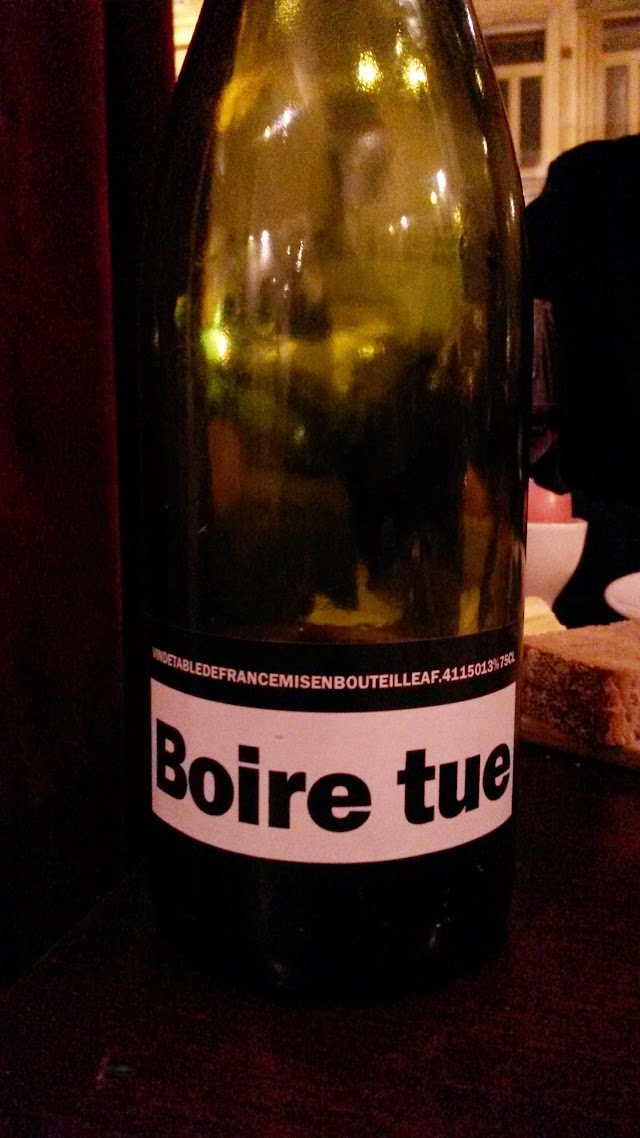 VINDETABLEDEFRANCEMISENBOUTEILLEAF.4115013%75CL
Boire tue